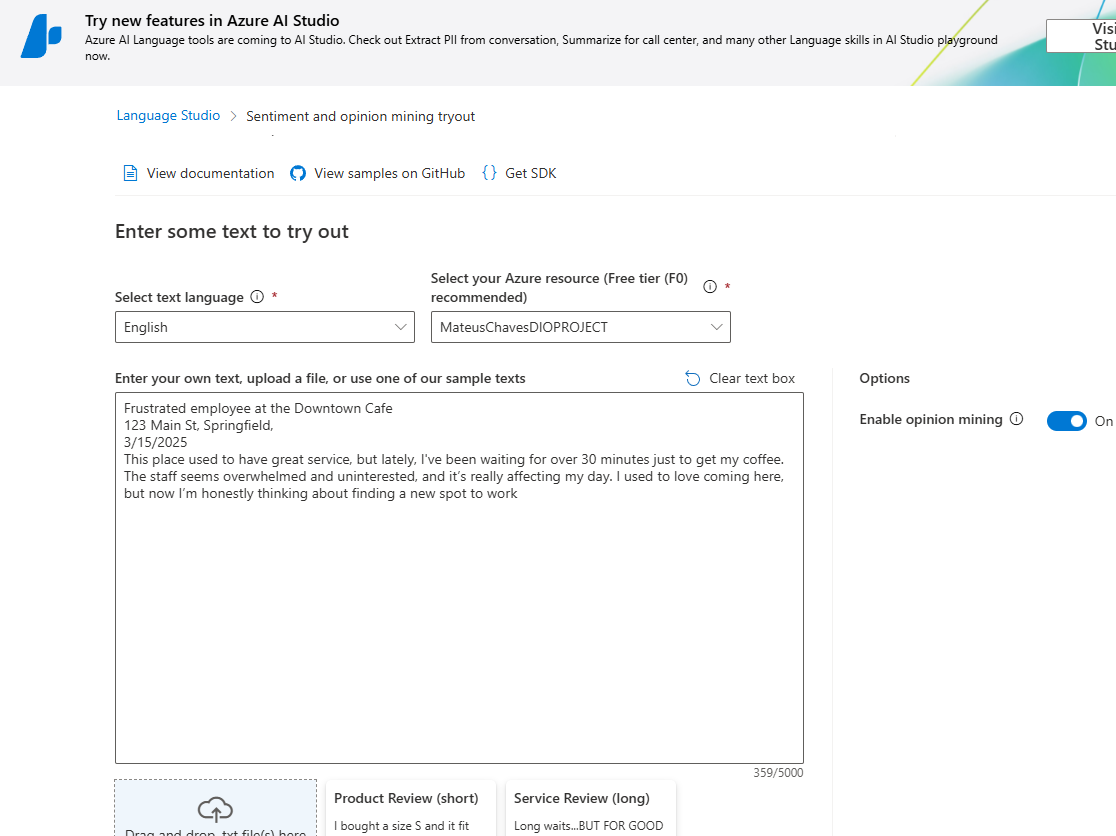 Try new features in Azure AI Studio
Azure AI Language tools are coming to AI Studio. Check out Extract PII from conversation, Summarize for call center, and many other Language skills in AI Studio playground
now.
Visi
Stu
Language Studio > Sentiment and opinion mining tryout
View documentation View samples on GitHub {} Get SDK
Enter some text to try out
Select text language *
Select your Azure resource (Free tier (F0)
recommended) *
English
MateusChavesDIOPROJECT
Enter your own text, upload a file, or use one of our sample texts
Clear text box
Frustrated employee at the Downtown Cafe
123 Main St, Springfield,
3/15/2025
This place used to have great service, but lately, I've been waiting for over 30 minutes just to get my coffee.
The staff seems overwhelmed and uninterested, and it’s really affecting my day. I used to love coming here,
but now I’m honestly thinking about finding a new spot to work
359/5000
Options
Enable opinion mining On
Drag and drop .txt file(s) here
Product Review (short)
I bought a size S and it fit
Service Review (long)
Long waits...BUT FOR GOOD